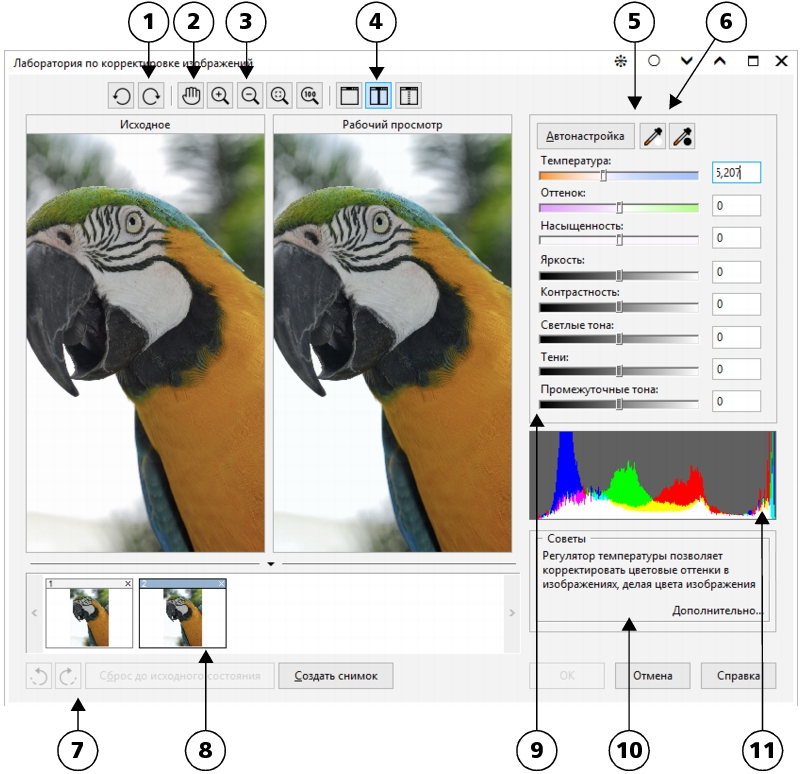 1 2 3 4 5 6
Лаборатория по корректировке изображений
100
Исходное Рабочий просмотр
Автонастройка
Температура: 5,207
Оттенок: 0
Насыщенность: 0
Яркость: 0
Контрастность: 0
Светлые тона: 0
Тени: 0
Промежуточные тона: 0
Советы
Регулятор температуры позволяет
корректировать цветовые оттенки в
изображениях, делая цвета изображения
Дополнительно...
1 2
Сброс до исходного состояния Создать снимок OK Отмена Справка
7 8 9 10 11